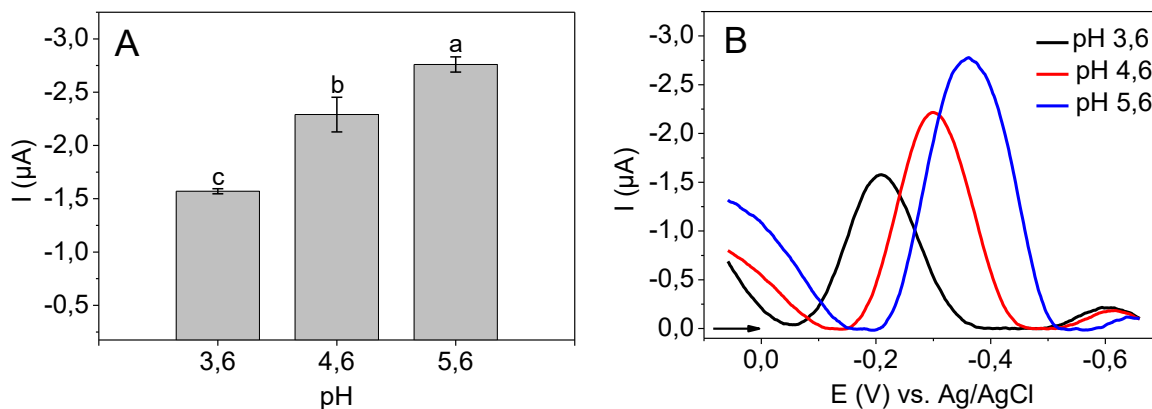 A
-3,0
-2,5
-2,0
-1,5
-1,0
-0,5
I (µA)
c
b
a
3,6
4,6
5,6
pH
B
-3,0
-2,5
-2,0
-1,5
-1,0
-0,5
0,0
I (µA)
pH 3,6
pH 4,6
pH 5,6
0,0
-0,2
-0,4
-0,6
E (V) vs. Ag/AgCl